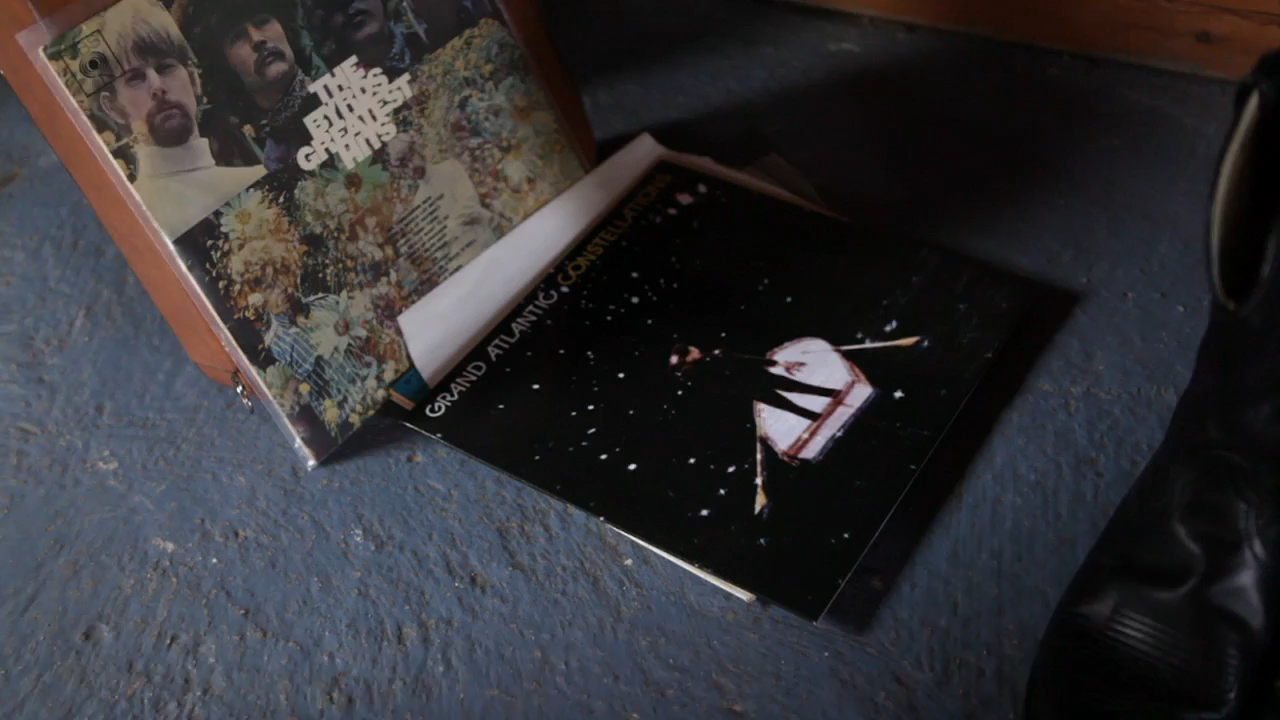 THE
BYRDS
GREATEST
HITS
GRAND ATLANTIC CONSTELLATIONS